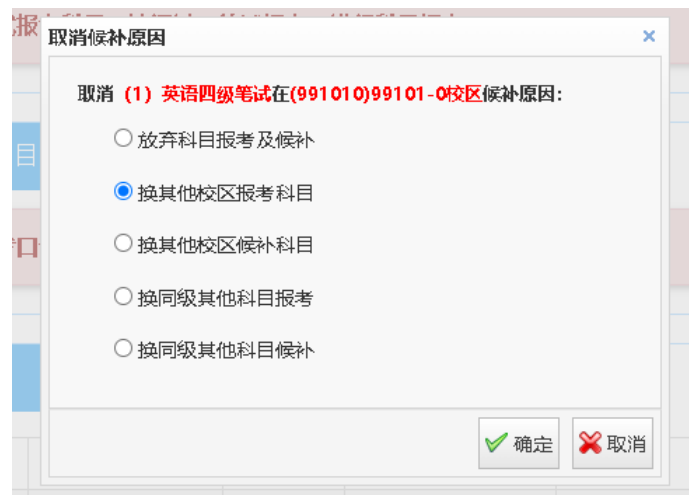 取消候补原因
×
取消 (1) 英语四级笔试在(991010)99101-0校区候补原因:
放弃科目报考及候补
目
换其他校区报考科目
换其他校区候补科目
换同级其他科目报考
换同级其他科目候补
确定 取消